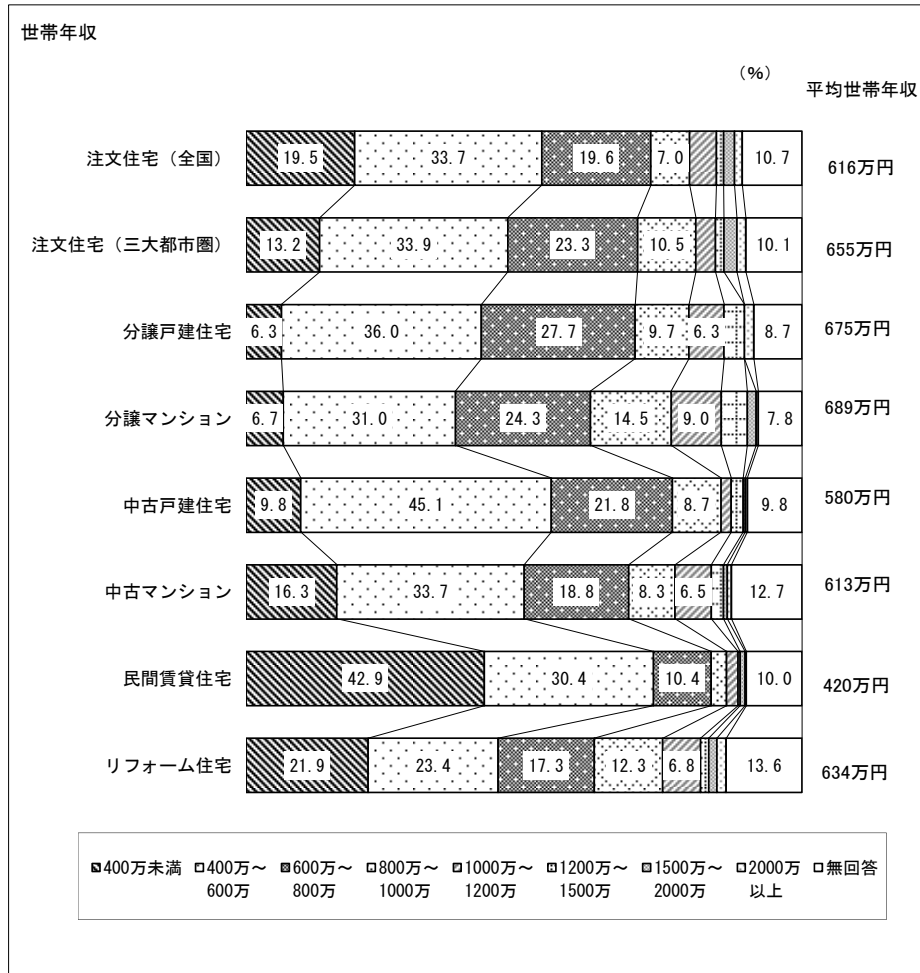 世帯年収
（%）
平均世帯年収
注文住宅（全国） 19.5 33.7 19.6 7.0 10.7 616万円
注文住宅（三大都市圏） 13.2 33.9 23.3 10.5 10.1 655万円
分譲戸建住宅 6.3 36.0 27.7 9.7 6.3 8.7 675万円
分譲マンション 6.7 31.0 24.3 14.5 9.0 7.8 689万円
中古戸建住宅 9.8 45.1 21.8 8.7 9.8 580万円
中古マンション 16.3 33.7 18.8 8.3 6.5 12.7 613万円
民間賃貸住宅 42.9 30.4 10.4 10.0 420万円
リフォーム住宅 21.9 23.4 17.3 12.3 6.8 13.6 634万円
400万未満 400万～ 600万～ 800万～ 1000万～ 1200万～ 1500万～ 2000万 無回答
600万 800万 1000万 1200万 1500万 2000万 以上